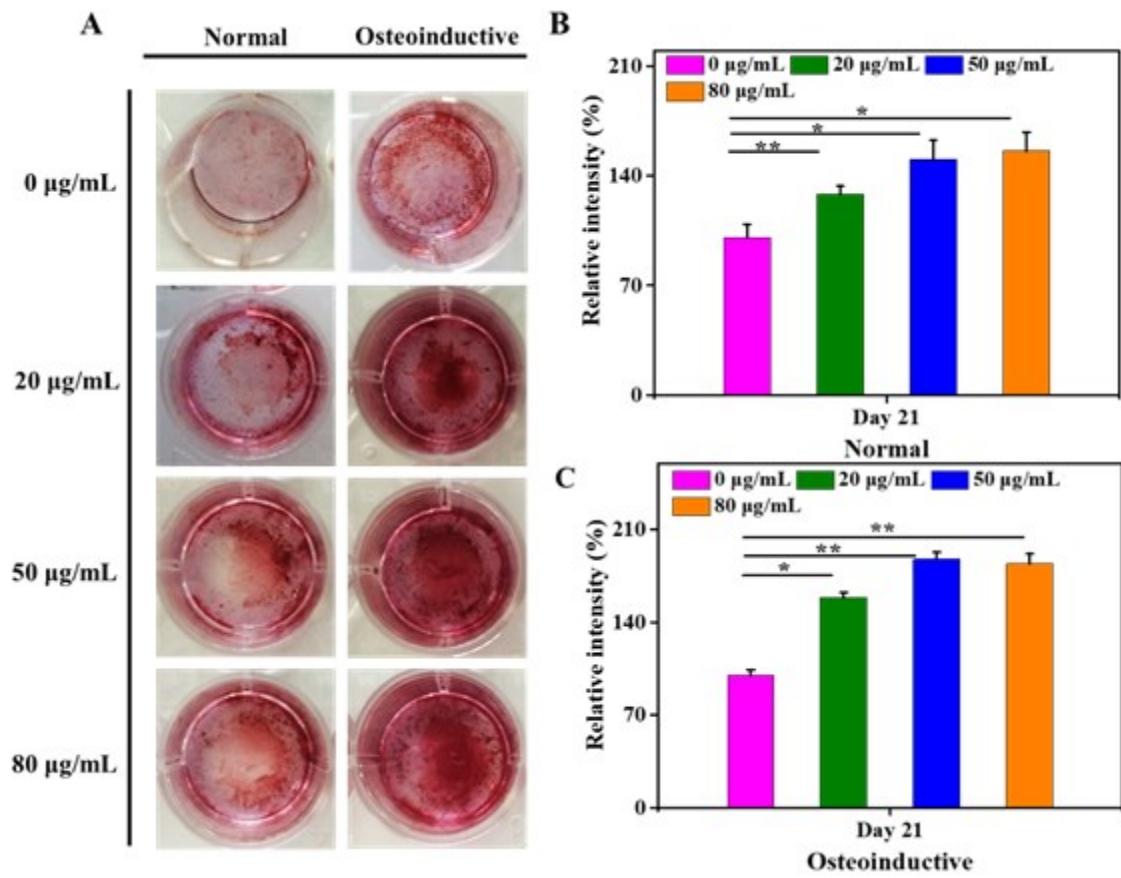 A
Normal Osteoinductive
0 µg/mL
20 µg/mL
50 µg/mL
80 µg/mL
B
210
140
70
0
Relative intensity (%)
0 µg/mL 20 µg/mL 50 µg/mL
80 µg/mL
*
*
**
Day 21
Normal
C
210
140
70
0
Relative intensity (%)
0 µg/mL 20 µg/mL 50 µg/mL
80 µg/mL
**
**
*
Day 21
Osteoinductive